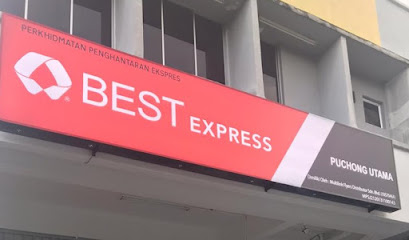 PERKHIDMATAN PENGHANTARAN EKSPRES
BEST EXPRESS
PUCHONG UTAMA